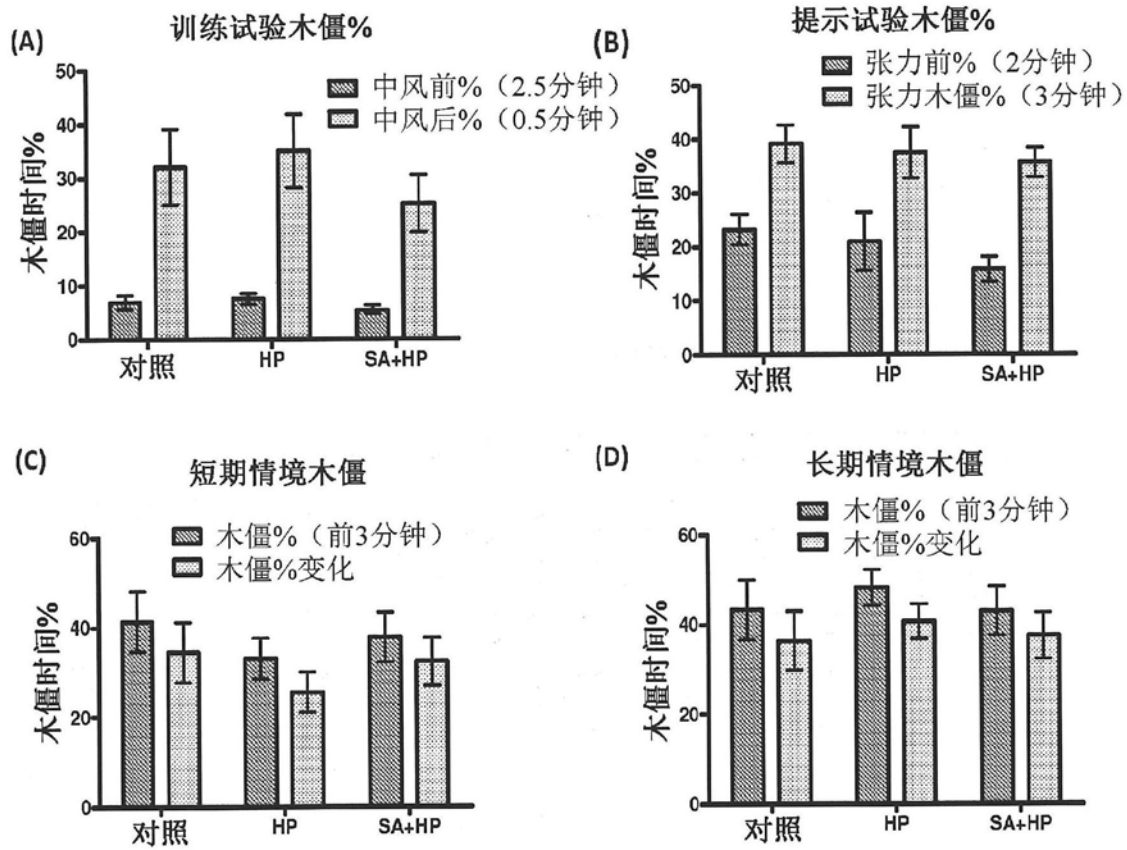 (A)
训练试验木僵%
中风前%（2.5分钟）
中风后%（0.5分钟）
木僵时间%
50
40
30
20
10
0
对照
HP
SA+HP
(B)
提示试验木僵%
张力前%（2分钟）
张力木僵%（3分钟）
木僵时间%
50
40
30
20
10
0
对照
HP
SA+HP
(C)
短期情境木僵
木僵%（前3分钟）
木僵%变化
木僵时间%
60
40
20
0
对照
HP
SA+HP
(D)
长期情境木僵
木僵%（前3分钟）
木僵%变化
木僵时间%
60
40
20
0
对照
HP
SA+HP